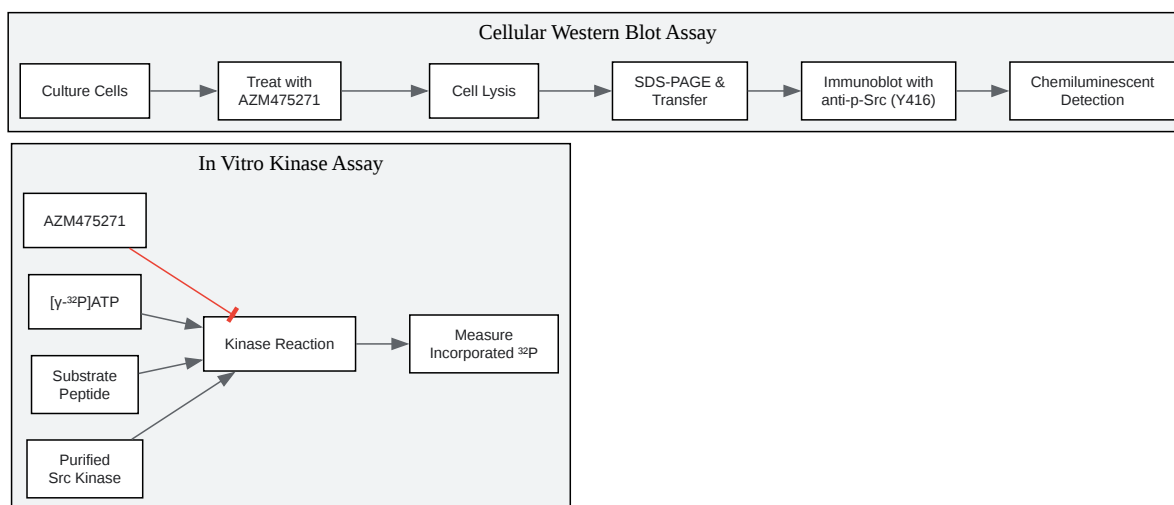 Cellular Western Blot Assay
Culture Cells
Treat with
AZM475271
Cell Lysis
SDS-PAGE &
Transfer
Immunoblot with
anti-p-Src (Y416)
Chemiluminescent
Detection
In Vitro Kinase Assay
AZM475271
[γ-³²P]ATP
Substrate
Peptide
Purified
Src Kinase
Kinase Reaction
Measure
Incorporated ³²P